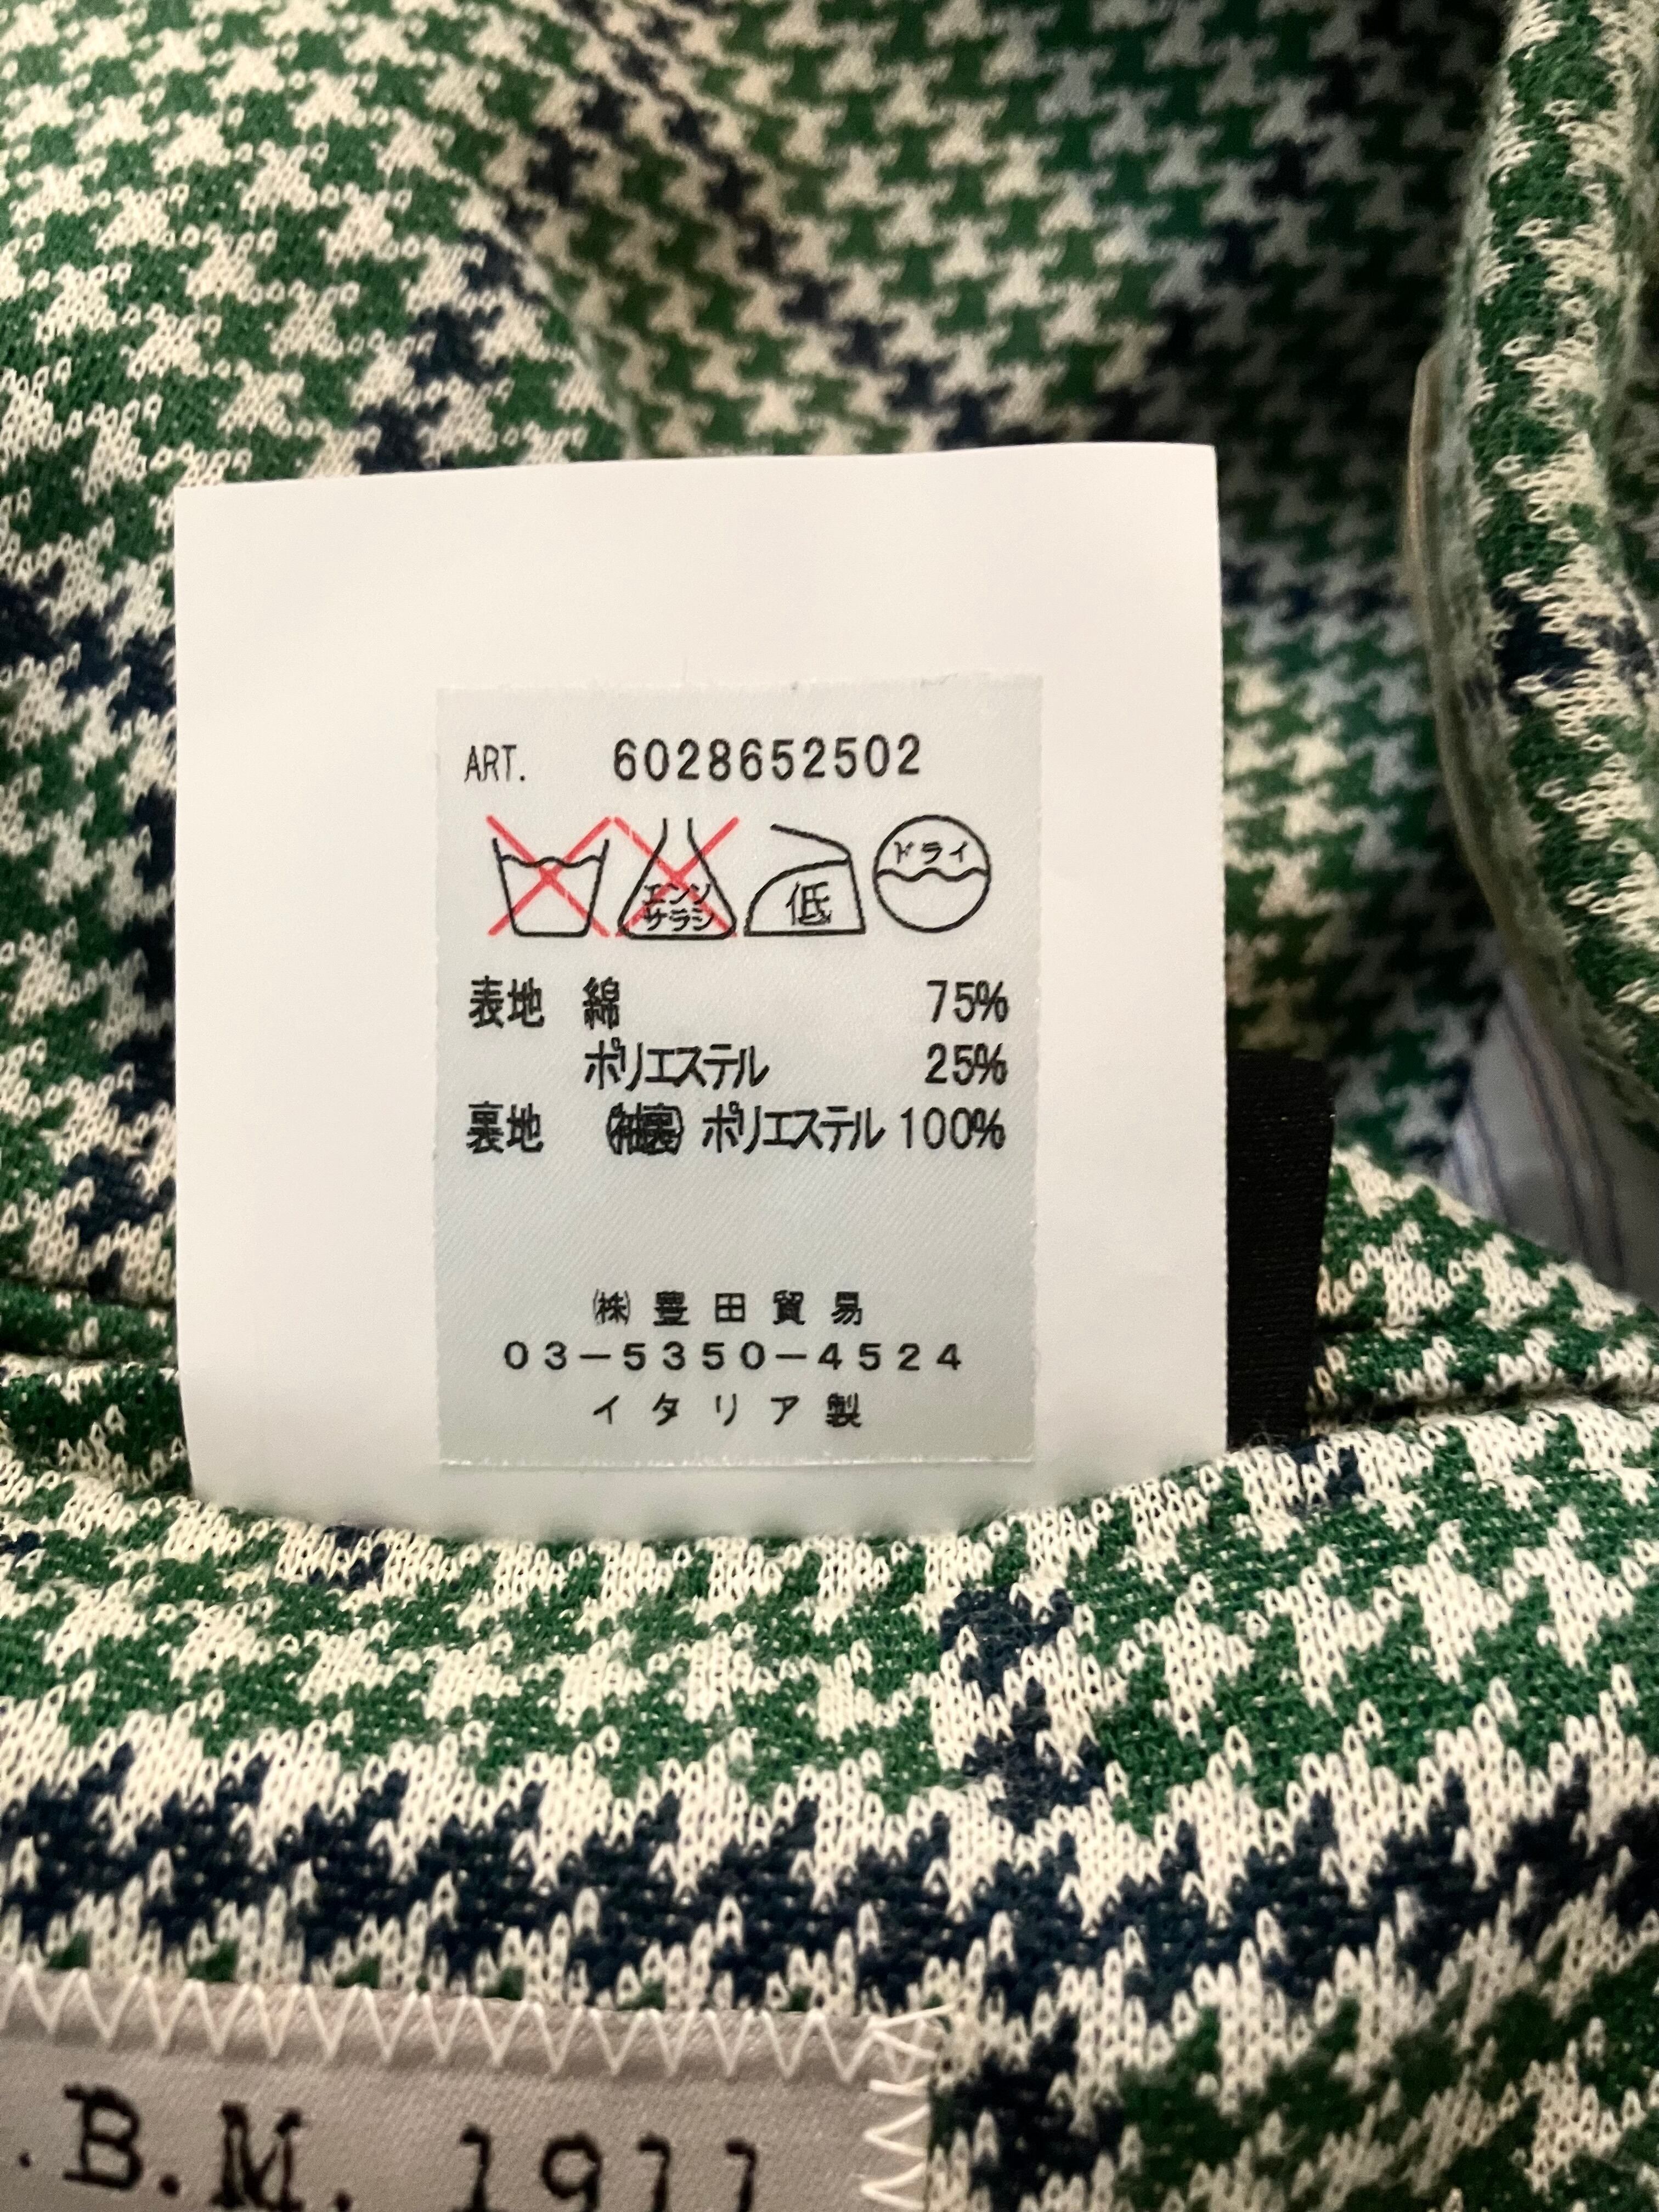 ART. 6028652502
エンソ
サラシ
低
ドライ
表地 綿 75%
ポリエステル 25%
裏地 (袖裏) ポリエステル 100%
㈱豊田貿易
03-5350-4524
イタリア製
.B.M. 1911